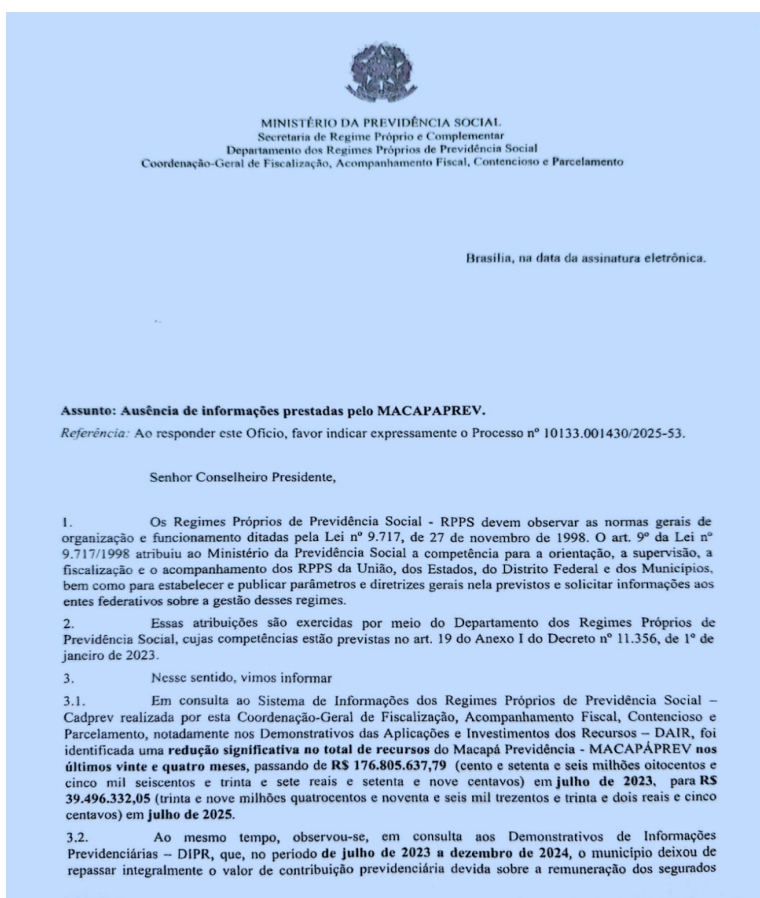 MINISTÉRIO DA PREVIDÊNCIA SOCIAL
Secretaria de Regime Próprio e Complementar
Departamento dos Regimes Próprios de Previdência Social
Coordenação-Geral de Fiscalização, Acompanhamento Fiscal, Contencioso e Parcelamento
Brasília, na data da assinatura eletrônica.
Assunto: Ausência de informações prestadas pelo MACAPAPREV.
Referência: Ao responder este Ofício, favor indicar expressamente o Processo nº 10133.001430/2025-53.
Senhor Conselheiro Presidente,
1. Os Regimes Próprios de Previdência Social - RPPS devem observar as normas gerais de
organização e funcionamento ditadas pela Lei nº 9.717, de 27 de novembro de 1998. O art. 9º da Lei nº
9.717/1998 atribuiu ao Ministério da Previdência Social a competência para a orientação, a supervisão, a
fiscalização e o acompanhamento dos RPPS da União, dos Estados, do Distrito Federal e dos Municípios,
bem como para estabelecer e publicar parâmetros e diretrizes gerais nela previstos e solicitar informações aos
entes federativos sobre a gestão desses regimes.
2. Essas atribuições são exercidas por meio do Departamento dos Regimes Próprios de
Previdência Social, cujas competências estão previstas no art. 19 do Anexo I do Decreto nº 11.356, de 1º de
janeiro de 2023.
3. Nesse sentido, vimos informar
3.1. Em consulta ao Sistema de Informações dos Regimes Próprios de Previdência Social –
Cadprev realizada por esta Coordenação-Geral de Fiscalização, Acompanhamento Fiscal, Contencioso e
Parcelamento, notadamente nos Demonstrativos das Aplicações e Investimentos dos Recursos – DAIR, foi
identificada uma redução significativa no total de recursos do Macapá Previdência - MACAPÁPREV nos
últimos vinte e quatro meses, passando de R$ 176.805.637,79 (cento e setenta e seis milhões oitocentos e
cinco mil seiscentos e trinta e sete reais e setenta e nove centavos) em julho de 2023, para R$
39.496.332,05 (trinta e nove milhões quatrocentos e noventa e seis mil trezentos e trinta e dois reais e cinco
centavos) em julho de 2025.
3.2. Ao mesmo tempo, observou-se, em consulta aos Demonstrativos de Informações
Previdenciárias – DIPR, que, no período de julho de 2023 a dezembro de 2024, o município deixou de
repassar integralmente o valor de contribuição previdenciária devida sobre a remuneração dos segurados